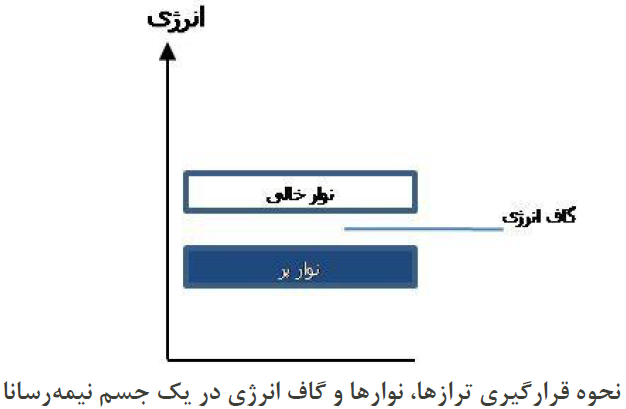 انرژی
نوار خالی
گاف انرژی
نوار پر
نحوه قرارگیری ترازها، نوارها و گاف انرژی در یک جسم نیمه‌رسانا